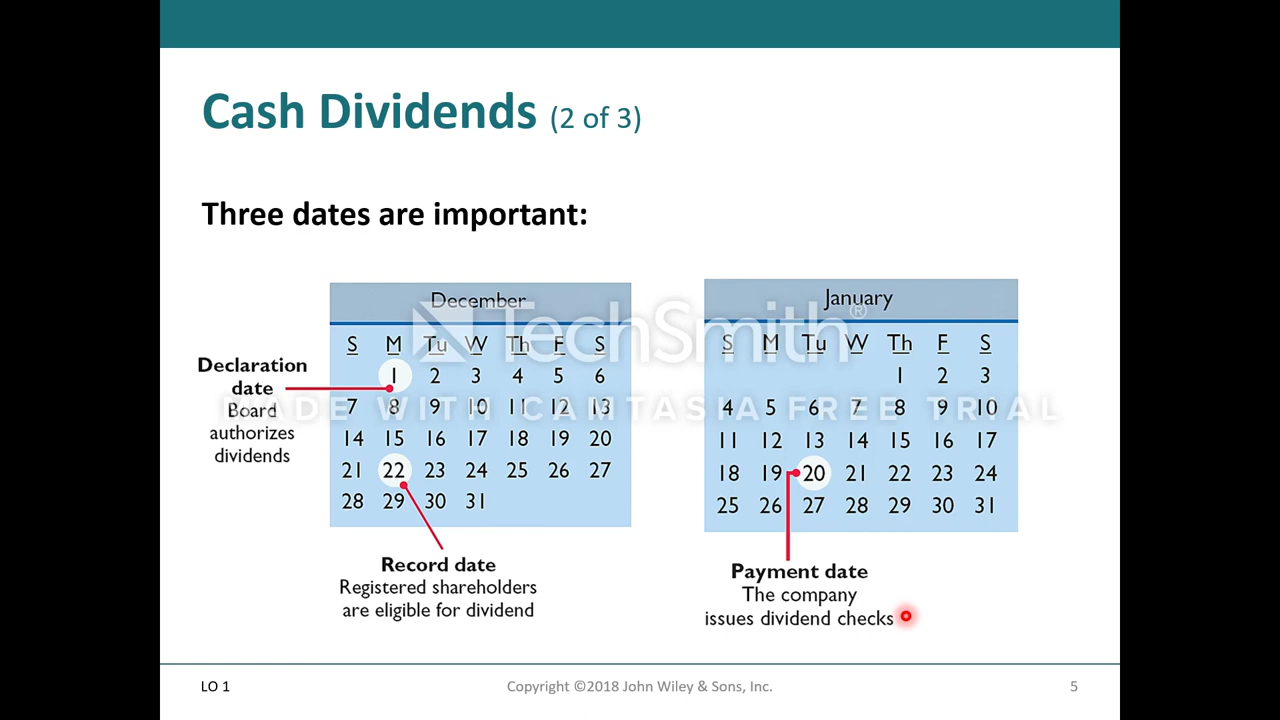 Cash Dividends (2 of 3)
Three dates are important:
December
S M Tu W Th F S
1 2 3 4 5 6
7 8 9 10 11 12 13
14 15 16 17 18 19 20
21 22 23 24 25 26 27
28 29 30 31
January
S M Tu W Th F S
1 2 3
4 5 6 7 8 9 10
11 12 13 14 15 16 17
18 19 20 21 22 23 24
25 26 27 28 29 30 31
Declaration
date
Board
authorizes
dividends
Record date
Registered shareholders
are eligible for dividend
Payment date
The company
issues dividend checks
TechSmith®
MADE WITH CAMTASIA FREE TRIAL
LO 1
Copyright ©2018 John Wiley & Sons, Inc.
5